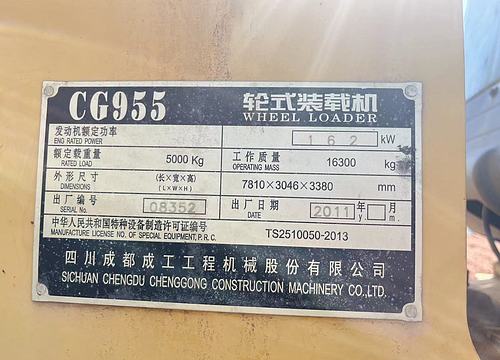 CG955 轮式装载机
WHEEL LOADER
发动机额定功率 162 kW
ENG RATED POWER
额定载重量 5000 Kg 工作质量 16300 kg
RATED LOAD OPERATING MASS
外形尺寸 (长×宽×高) 7810×3046×3380 mm
DIMENSIONS (L×W×H)
出厂编号 08352 出厂日期 2011 年 月
SERIAL No. DATE y. m.
中华人民共和国特种设备制造许可证编号 TS2510050-2013
MANUFACTURE LICENSE NO. OF SPECIAL EQUIPMENT, P. R. C.
四川成都成工工程机械股份有限公司
SICHUAN CHENGDU CHENGGONG CONSTRUCTION MACHINERY CO.,LTD.